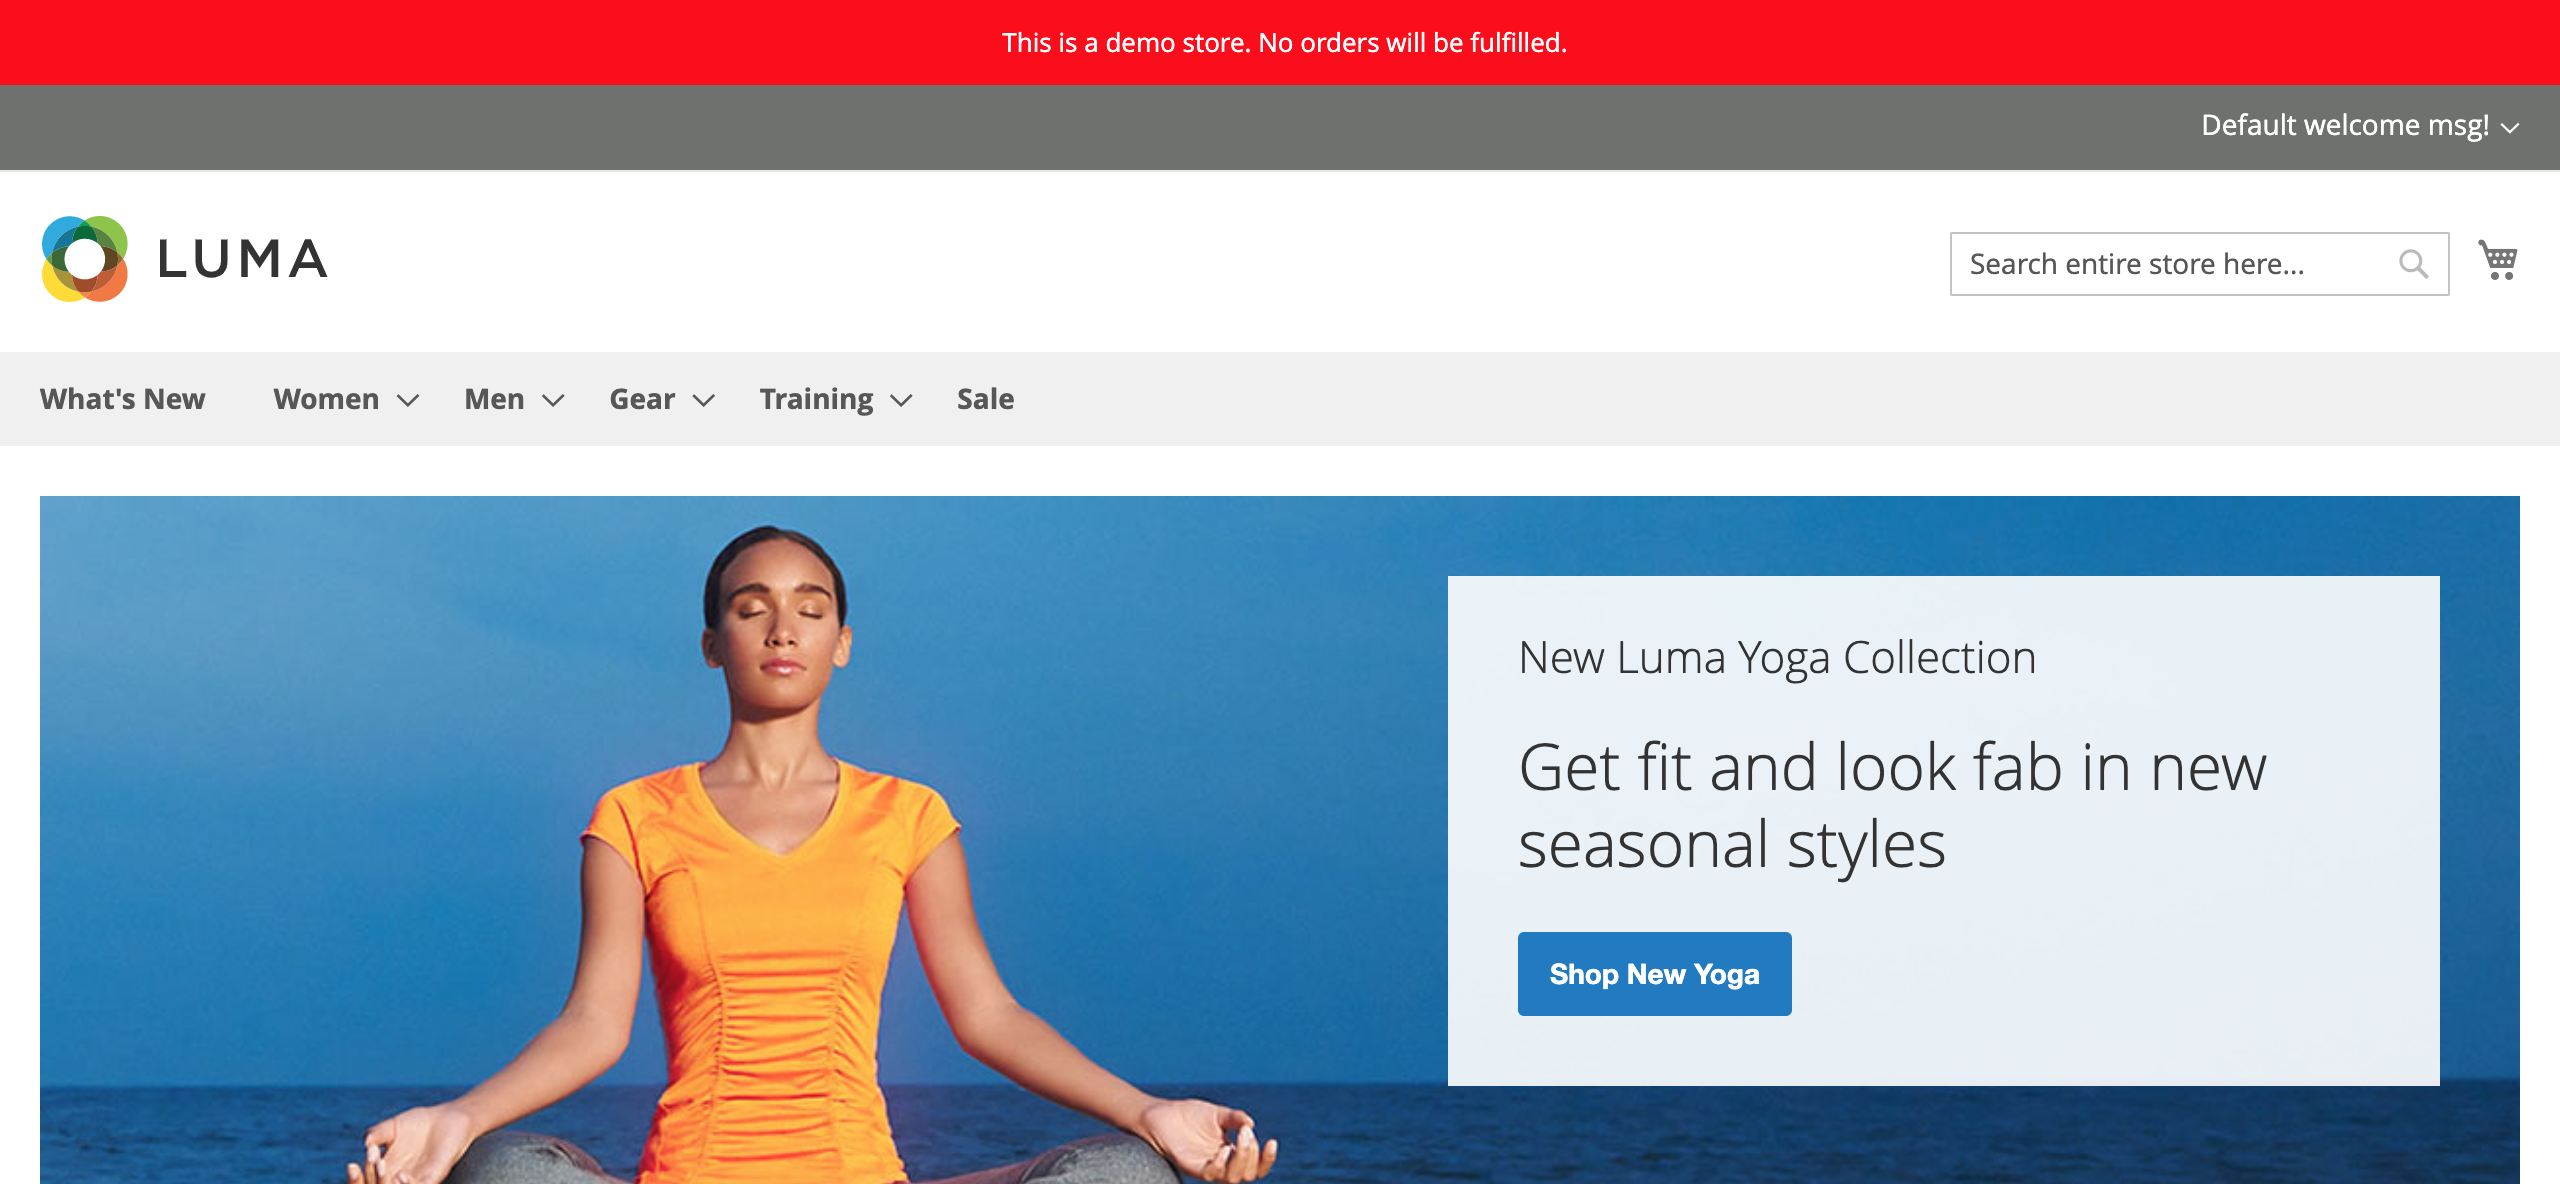 This is a demo store. No orders will be fulfilled.
Default welcome msg!
LUMA
Search entire store here...
What's New
Women
Men
Gear
Training
Sale
New Luma Yoga Collection
Get fit and look fab in new
seasonal styles
Shop New Yoga